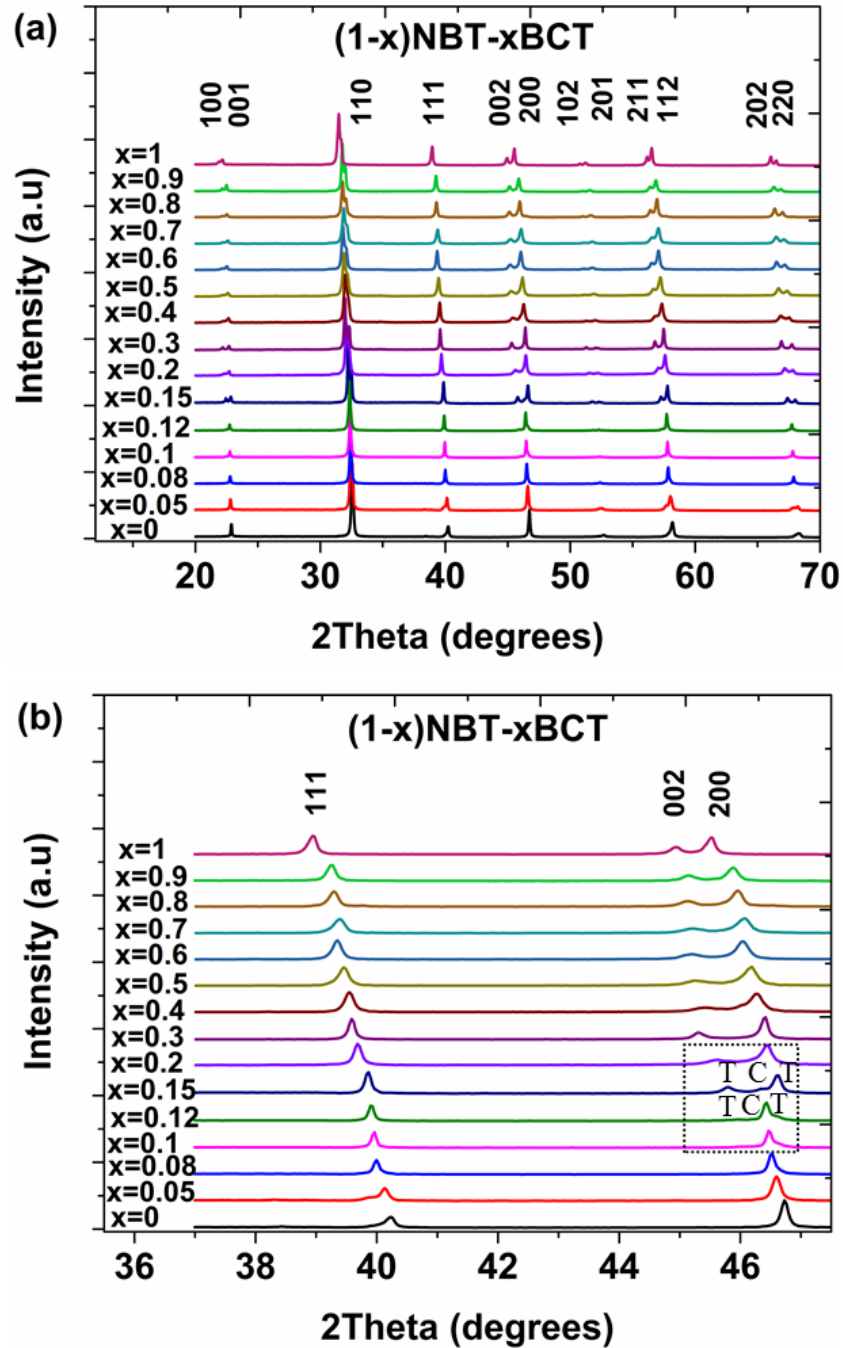 (a)
(1-x)NBT-xBCT
100
001
110
111
002
200
102
201
211
112
202
220
x=1
x=0.9
x=0.8
x=0.7
x=0.6
x=0.5
x=0.4
x=0.3
x=0.2
x=0.15
x=0.12
x=0.1
x=0.08
x=0.05
x=0
Intensity (a.u)
20 30 40 50 60 70
2Theta (degrees)
(b)
(1-x)NBT-xBCT
111
002
200
x=1
x=0.9
x=0.8
x=0.7
x=0.6
x=0.5
x=0.4
x=0.3
x=0.2
T C T
x=0.15
T C T
x=0.12
x=0.1
x=0.08
x=0.05
x=0
Intensity (a.u)
36 38 40 42 44 46
2Theta (degrees)